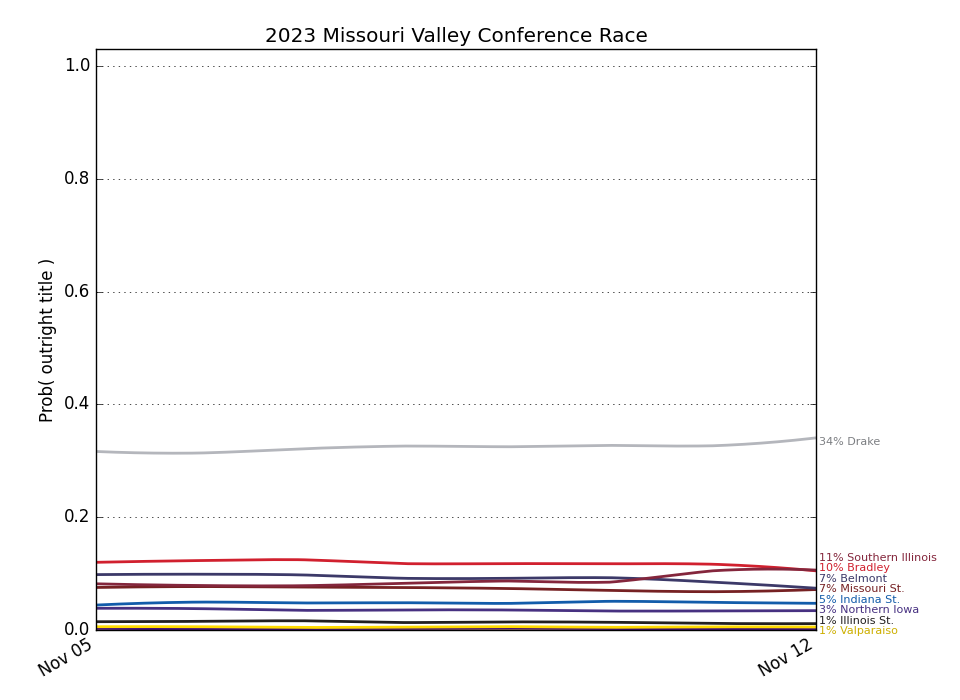 2023 Missouri Valley Conference Race
Prob( outright title )
1.0
0.8
0.6
0.4
0.2
0.0
Nov 05
Nov 12
34% Drake
11% Southern Illinois
10% Bradley
7% Belmont
7% Missouri St.
5% Indiana St.
3% Northern Iowa
1% Illinois St.
1% Valparaiso